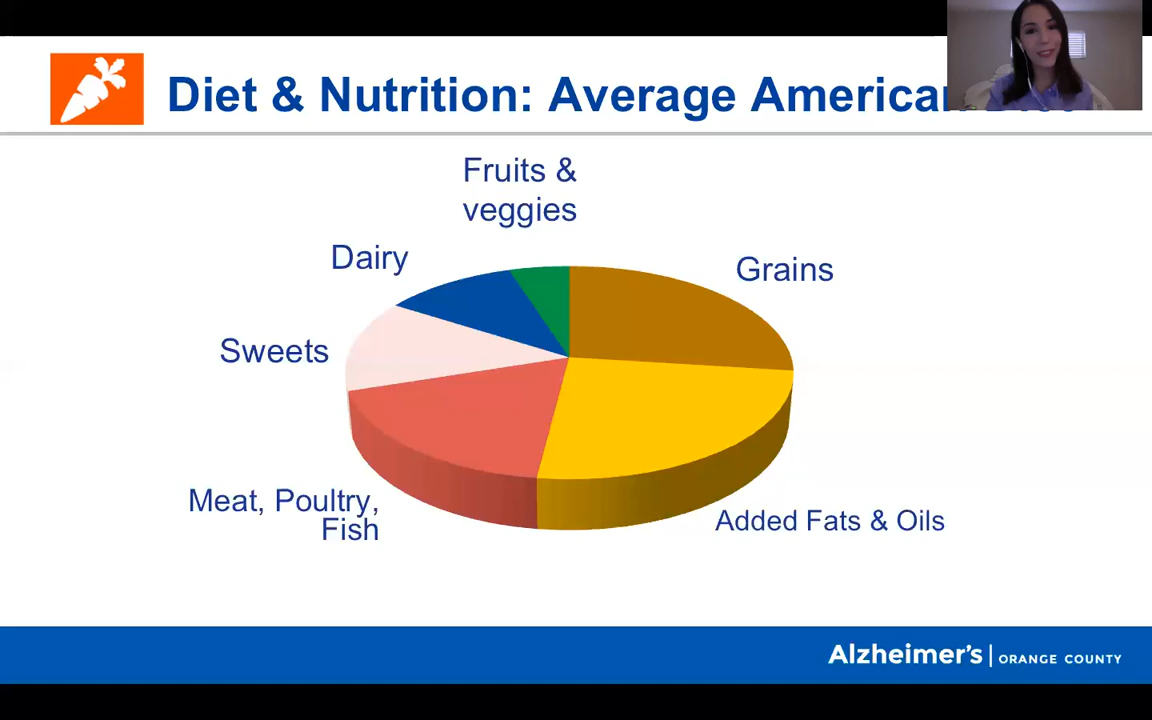 Diet & Nutrition: Average American
Fruits &
veggies
Dairy
Grains
Sweets
Meat, Poultry,
Fish
Added Fats & Oils
Alzheimer's | ORANGE COUNTY